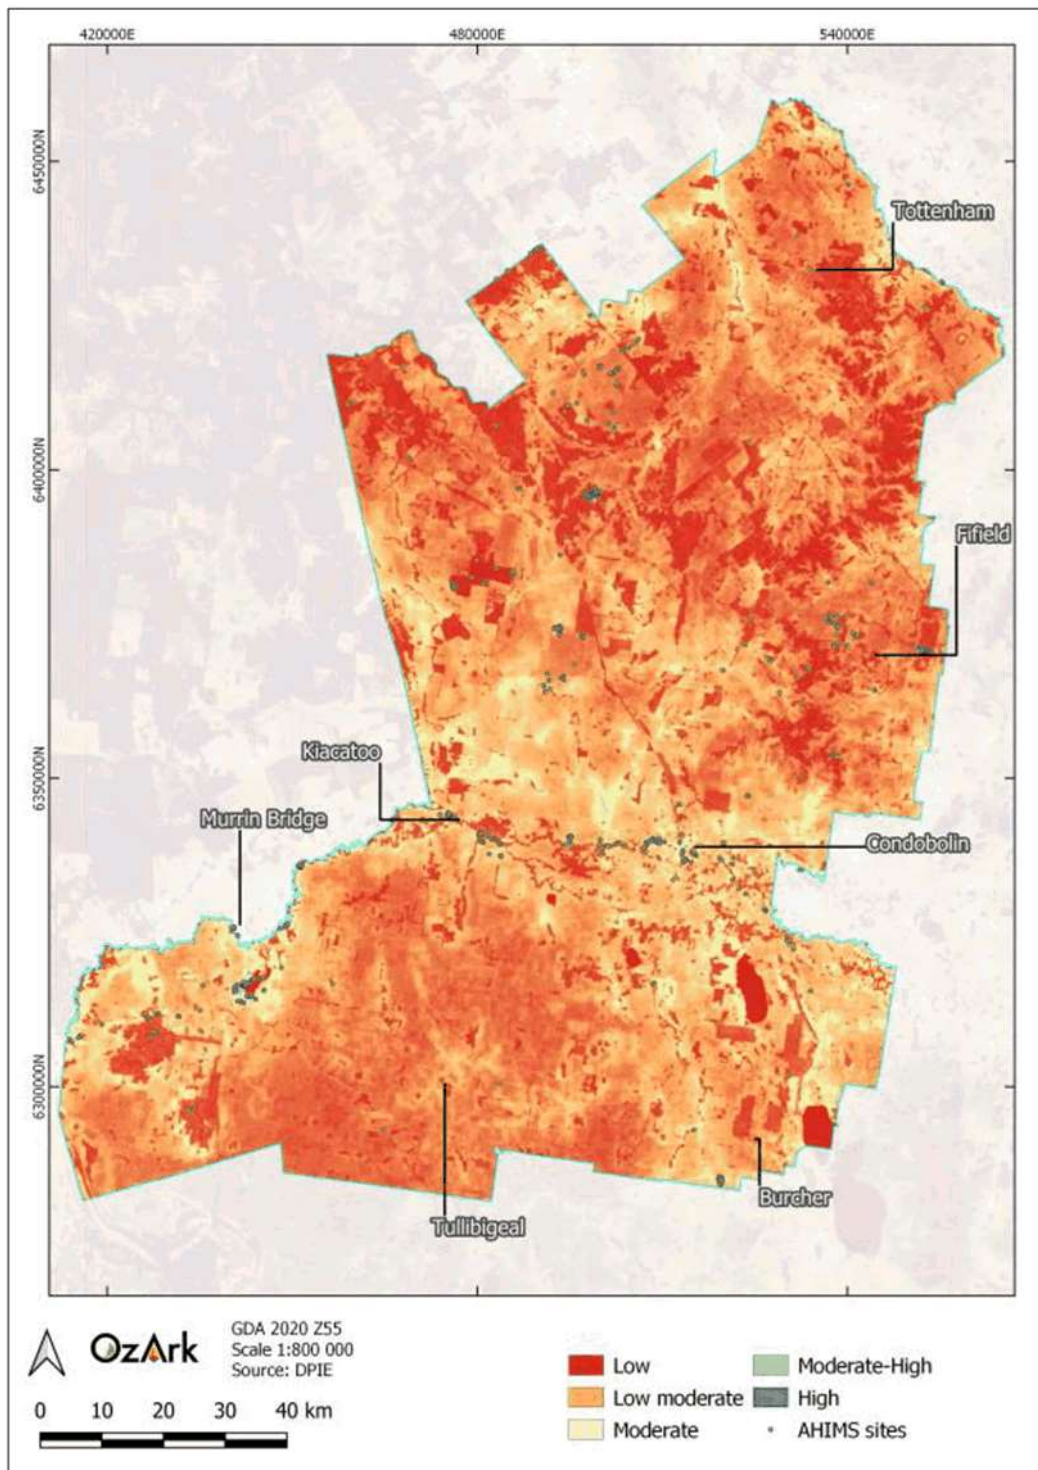 420000E
480000E
540000E
6450000N
Tottenham
6400000N
Fifield
Kiacatoo
6350000N
Murrin Bridge
Condobolin
6300000N
Burcher
Tullibigeal
OzArk
GDA 2020 Z55
Scale 1:800 000
Source: DPIE
0 10 20 30 40 km
Low
Low moderate
Moderate
Moderate-High
High
AHIMS sites